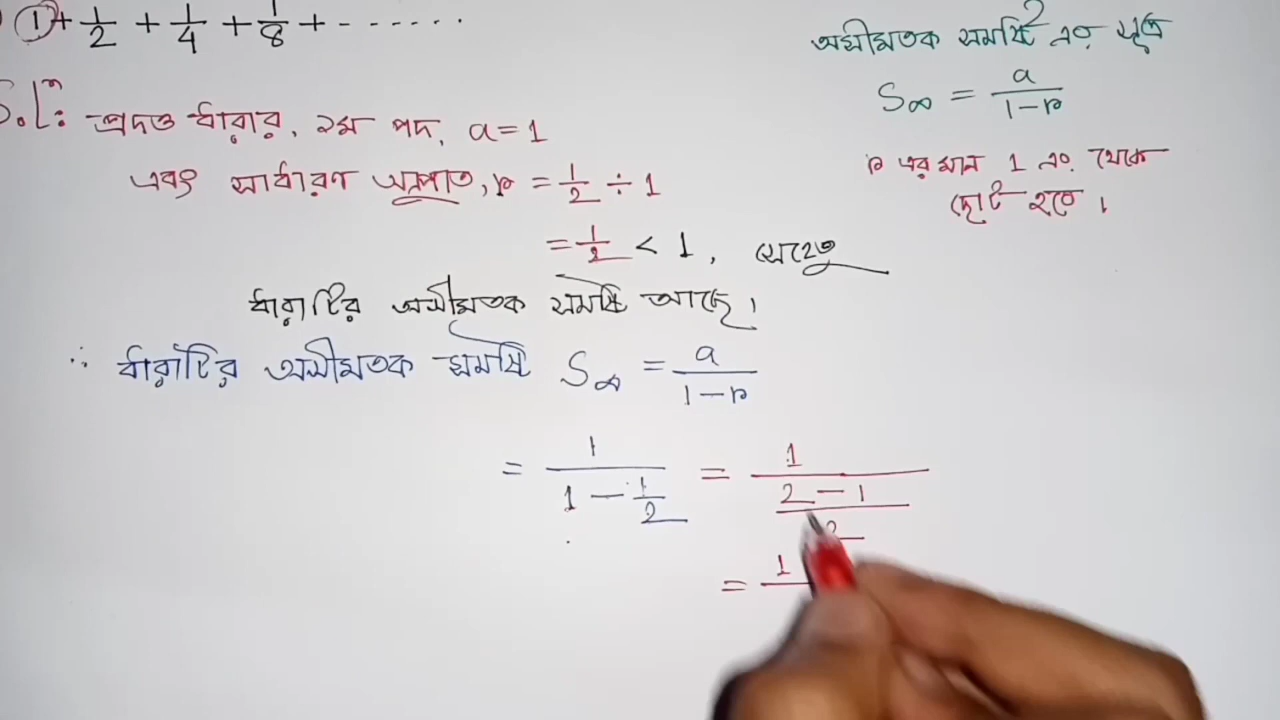 1 + 1/2 + 1/4 + 1/8 + - - ......
অসীমতক সমষ্টি এর সূত্র
S∞ = a/(1-r)
r এর মান 1 এর থেকে
ছোট হবে।
Sol^n:
প্রদত্ত ধারার, ১ম পদ, a = 1
এবং সাধারণ অনুপাত, r = 1/2 ÷ 1
= 1/2 < 1, যেহেতু
ধারাটির অসীমতক সমষ্টি আছে।
∴ ধারাটির অসীমতক সমষ্টি S∞ = a/(1-r)
= 1/(1 - 1/2) = 1/((2-1)/2)
= 1